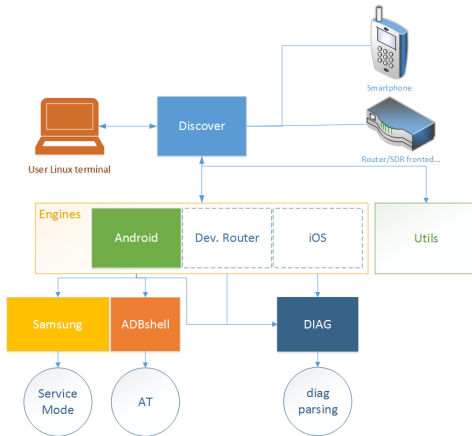 Smartphone
Discover
User Linux terminal
Router/SDR fronted...
Engines
Android
Dev. Router
iOS
Utils
Samsung
ADBshell
DIAG
Service
Mode
AT
diag
parsing